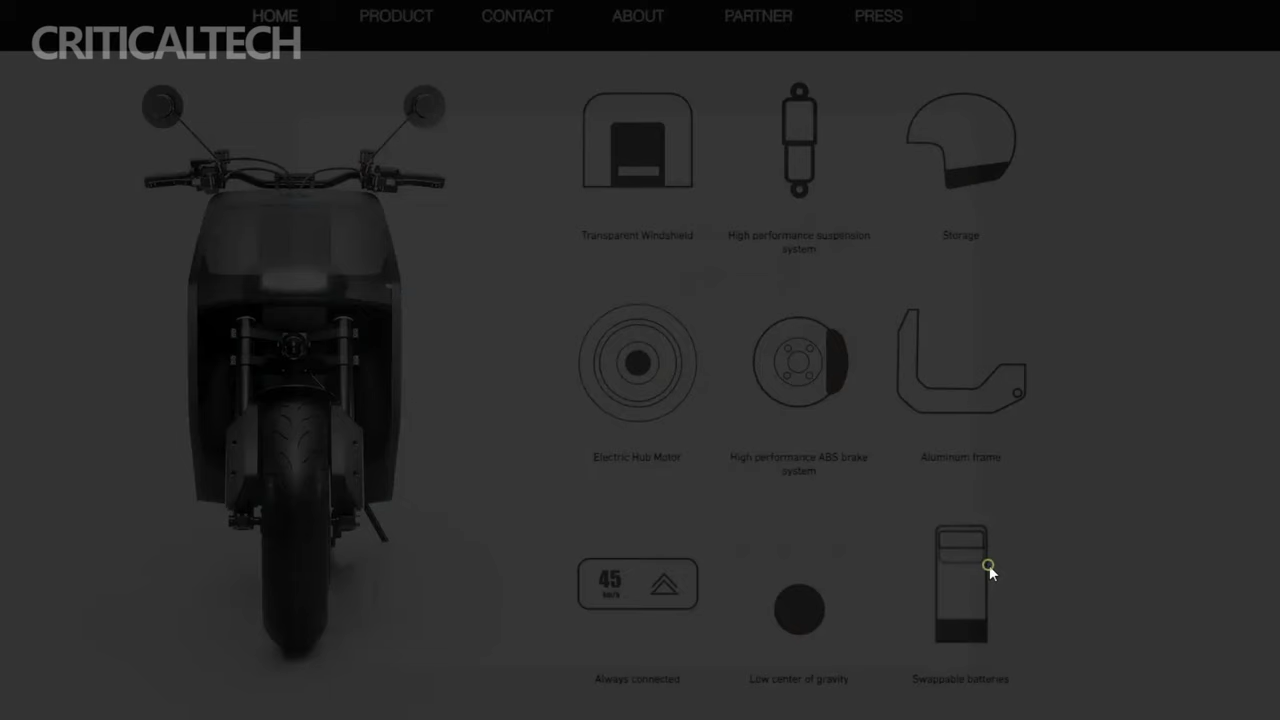 HOME PRODUCT CONTACT ABOUT PARTNER PRESS
CRITICALTECH
Transparent Windshield
High performance suspension
system
Storage
Electric Hub Motor
High performance ABS brake
system
Aluminum frame
45
km/h
Always connected
Low center of gravity
Swappable batteries